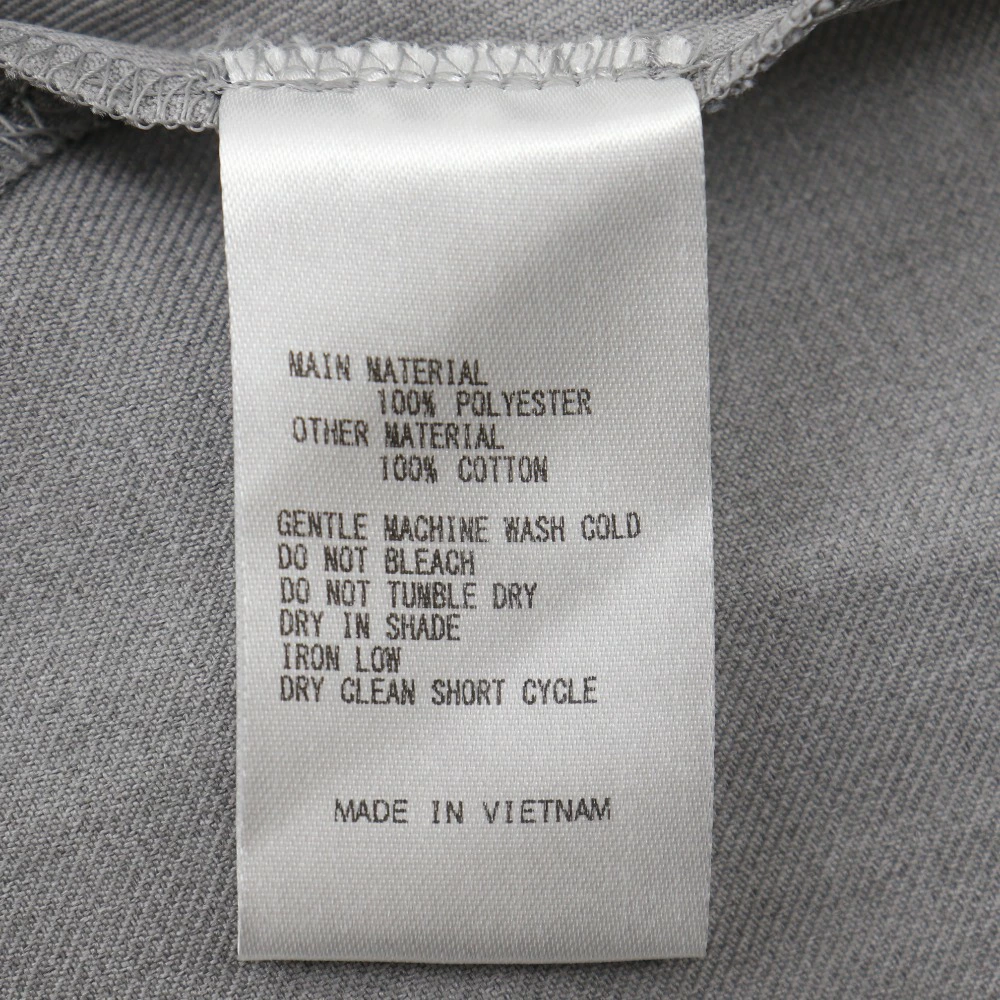 MAIN MATERIAL
100% POLYESTER
OTHER MATERIAL
100% COTTON
GENTLE MACHINE WASH COLD
DO NOT BLEACH
DO NOT TUMBLE DRY
DRY IN SHADE
IRON LOW
DRY CLEAN SHORT CYCLE
MADE IN VIETNAM